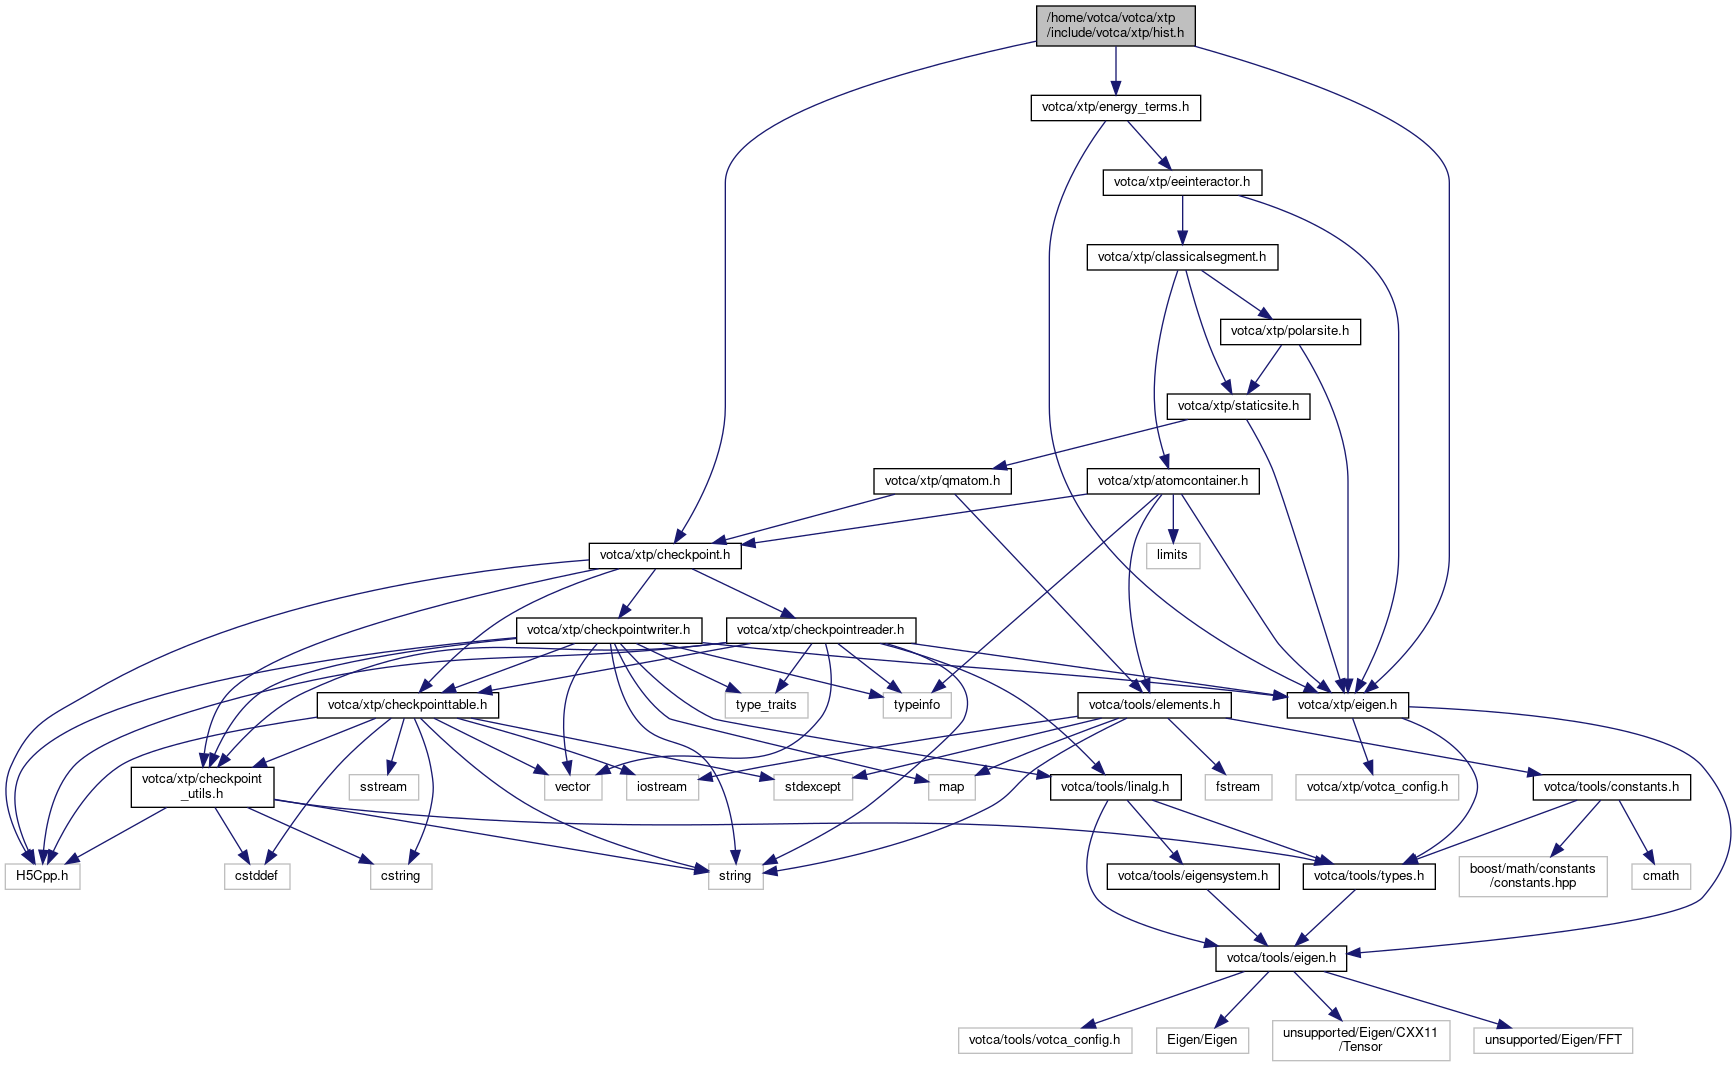 /home/votca/votca/xtp
/include/votca/xtp/hist.h
votca/xtp/energy_terms.h
votca/xtp/eeinteractor.h
votca/xtp/classicalsegment.h
votca/xtp/polarsite.h
votca/xtp/staticsite.h
votca/xtp/qmatom.h
votca/xtp/atomcontainer.h
votca/xtp/checkpoint.h
limits
votca/xtp/checkpointwriter.h
votca/xtp/checkpointreader.h
votca/xtp/checkpointtable.h
type_traits
typeinfo
votca/tools/elements.h
votca/xtp/eigen.h
votca/xtp/checkpoint
_utils.h
sstream
vector
iostream
stdexcept
map
votca/tools/linalg.h
fstream
votca/xtp/votca_config.h
votca/tools/constants.h
H5Cpp.h
cstddef
cstring
string
votca/tools/eigensystem.h
votca/tools/types.h
boost/math/constants
/constants.hpp
cmath
votca/tools/eigen.h
votca/tools/votca_config.h
Eigen/Eigen
unsupported/Eigen/CXX11
/Tensor
unsupported/Eigen/FFT